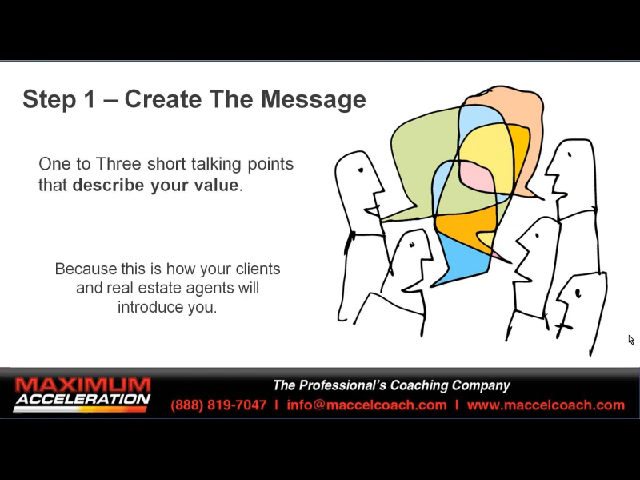 Step 1 – Create The Message
One to Three short talking points
that describe your value.
Because this is how your clients
and real estate agents will
introduce you.
MAXIMUM
ACCELERATION
The Professional's Coaching Company
(888) 819-7047 I info@maccelcoach.com I www.maccelcoach.com